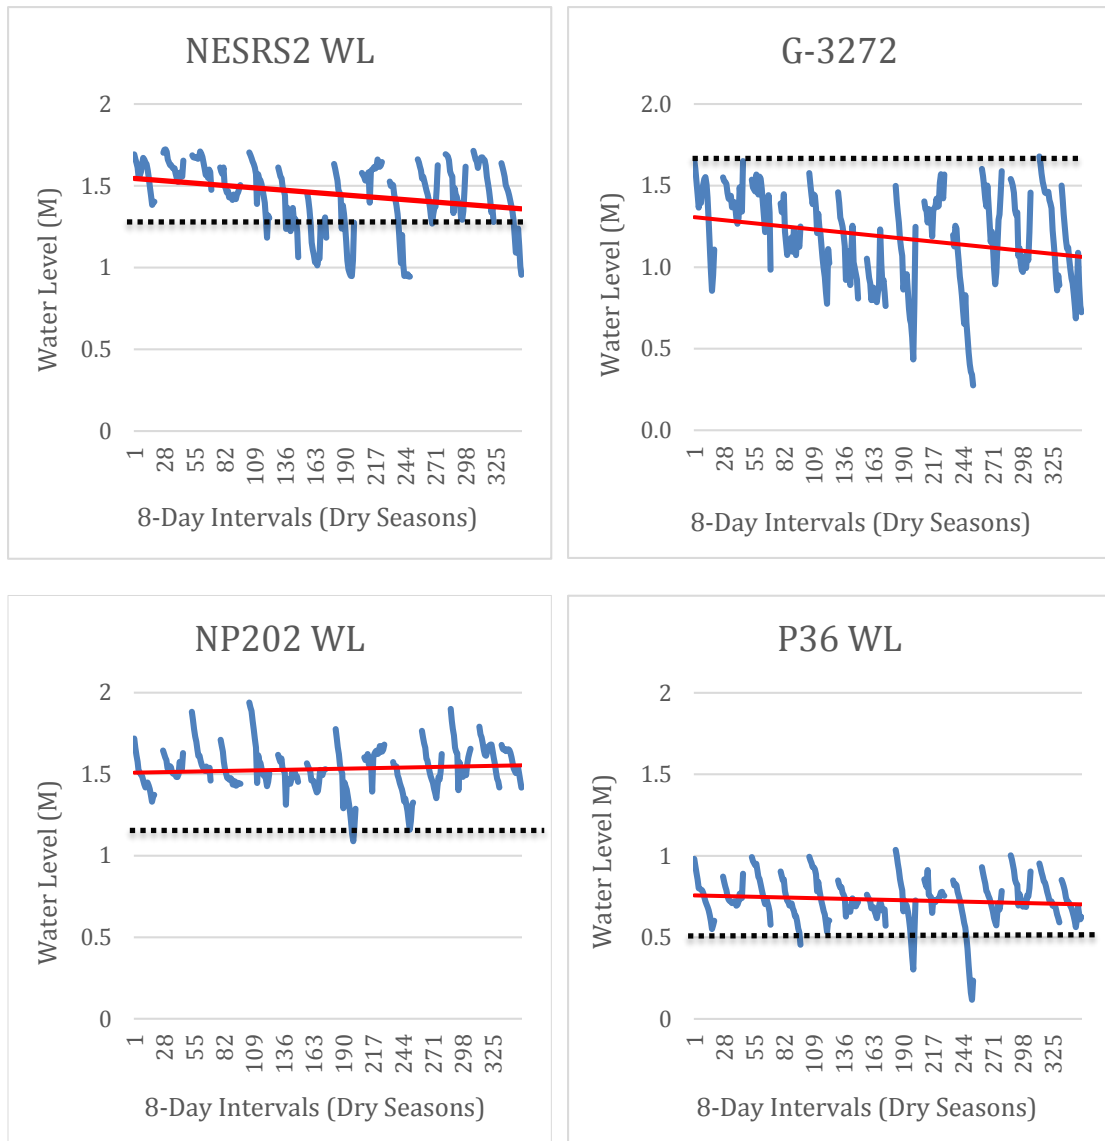 NESRS2 WL
2
1.5
1
0.5
0
Water Level (M)
1 28 55 82 109 136 163 190 217 244 271 298 325
8-Day Intervals (Dry Seasons)
G-3272
2.0
1.5
1.0
0.5
0.0
Water Level (M)
1 28 55 82 109 136 163 190 217 244 271 298 325
8-Day Intervals (Dry Seasons)
NP202 WL
2
1.5
1
0.5
0
Water Level (M)
1 28 55 82 109 136 163 190 217 244 271 298 325
8-Day Intervals (Dry Seasons)
P36 WL
2
1.5
1
0.5
0
Water Level M)
1 28 55 82 109 136 163 190 217 244 271 298 325
8-Day Intervals (Dry Seasons)